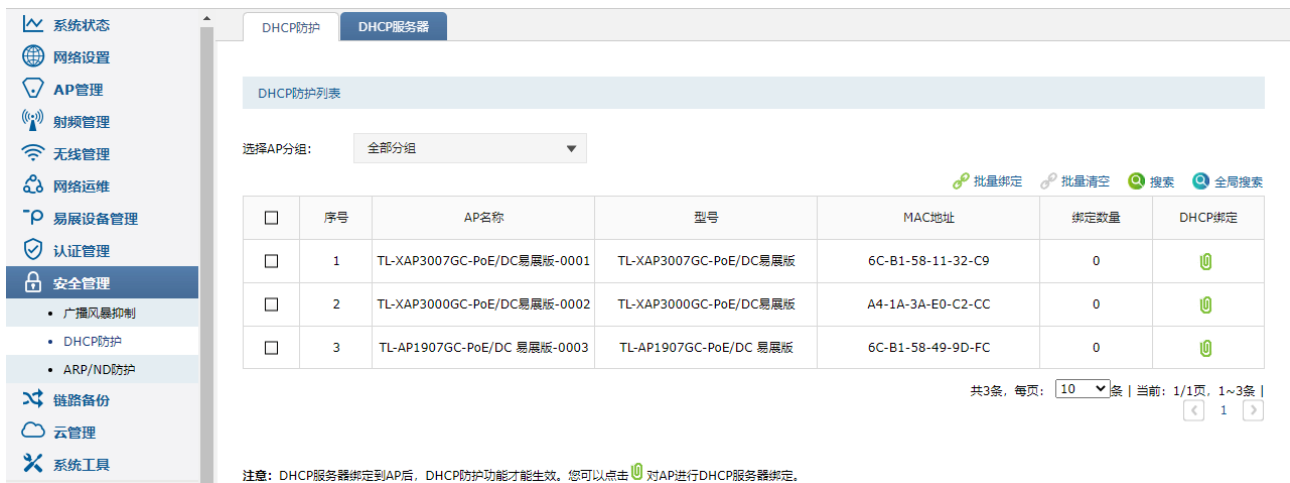 系统状态
网络设置
AP管理
射频管理
无线管理
网络运维
易展设备管理
认证管理
安全管理
广播风暴抑制
DHCP防护
ARP/ND防护
链路备份
云管理
系统工具
DHCP防护 DHCP服务器
DHCP防护列表
选择AP分组: 全部分组
批量绑定 批量清空 搜索 全局搜索
序号 AP名称 型号 MAC地址 绑定数量 DHCP绑定
1 TL-XAP3007GC-PoE/DC易展版-0001 TL-XAP3007GC-PoE/DC易展版 6C-B1-58-11-32-C9 0
2 TL-XAP3000GC-PoE/DC易展版-0002 TL-XAP3000GC-PoE/DC易展版 A4-1A-3A-E0-C2-CC 0
3 TL-AP1907GC-PoE/DC 易展版-0003 TL-AP1907GC-PoE/DC 易展版 6C-B1-58-49-9D-FC 0
共3条, 每页: 10 条 | 当前: 1/1页, 1~3条 |
< 1 >
注意: DHCP服务器绑定到AP后, DHCP防护功能才能生效。您可以点击 对AP进行DHCP服务器绑定。